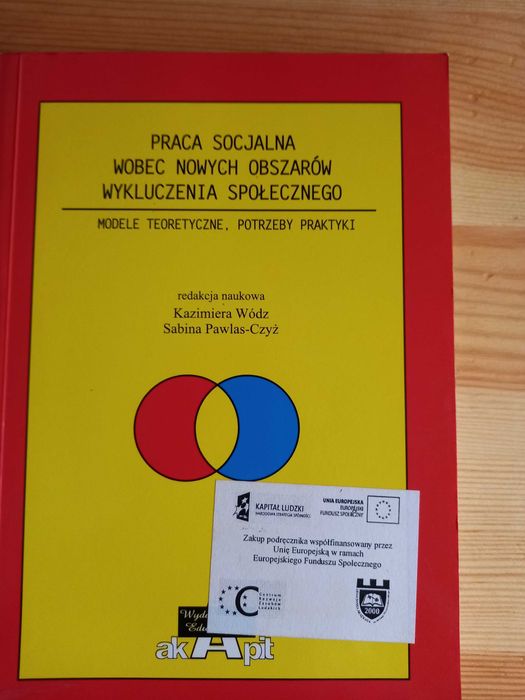 PRACA SOCJALNA
WOBEC NOWYCH OBSZARÓW
WYKLUCZENIA SPOŁECZNEGO
MODELE TEORETYCZNE, POTRZEBY PRAKTYKI
redakcja naukowa
Kazimiera Wódz
Sabina Pawlas-Czyż
KAPITAŁ LUDZKI
NARODOWA STRATEGIA SPÓJNOŚCI
UNIA EUROPEJSKA
EUROPEJSKI
FUNDUSZ SPOŁECZNY
Zakup podręcznika współfinansowany przez
Unię Europejską w ramach
Europejskiego Funduszu Społecznego
Centrum
Rozwoju
Zasobów
Ludzkich
2000
akApit